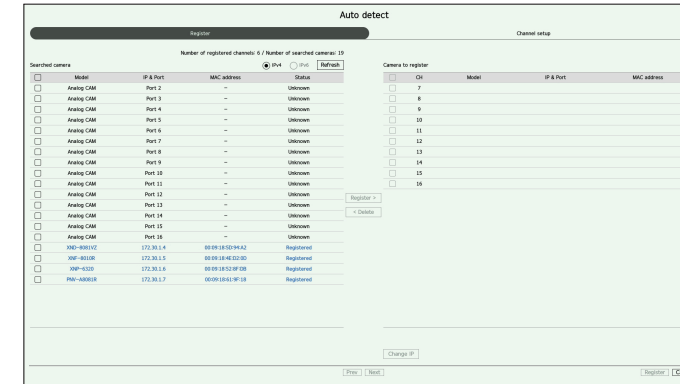 Auto detect
Register
Channel setup
Number of registered channels: 6 / Number of searched cameras: 19
Searched camera
IPv4 IPv6 Refresh
Camera to register
Model IP & Port MAC address Status
Analog CAM Port 2 - Unknown
Analog CAM Port 3 - Unknown
Analog CAM Port 4 - Unknown
Analog CAM Port 5 - Unknown
Analog CAM Port 6 - Unknown
Analog CAM Port 7 - Unknown
Analog CAM Port 8 - Unknown
Analog CAM Port 9 - Unknown
Analog CAM Port 10 - Unknown
Analog CAM Port 11 - Unknown
Analog CAM Port 12 - Unknown
Analog CAM Port 13 - Unknown
Analog CAM Port 14 - Unknown
Analog CAM Port 15 - Unknown
Analog CAM Port 16 - Unknown
XND-8081VZ 172.30.1.4 00:09:18:5D:94:A2 Registered
XNF-8010R 172.30.1.5 00:09:18:4E:D2:0D Registered
XNP-6320 172.30.1.6 00:09:18:52:8F:DB Registered
PNV-A9081R 172.30.1.7 00:09:18:61:9F:18 Registered
Register >
< Delete
CH Model IP & Port MAC address
7
8
9
10
11
12
13
14
15
16
Change IP
Prev Next
Register